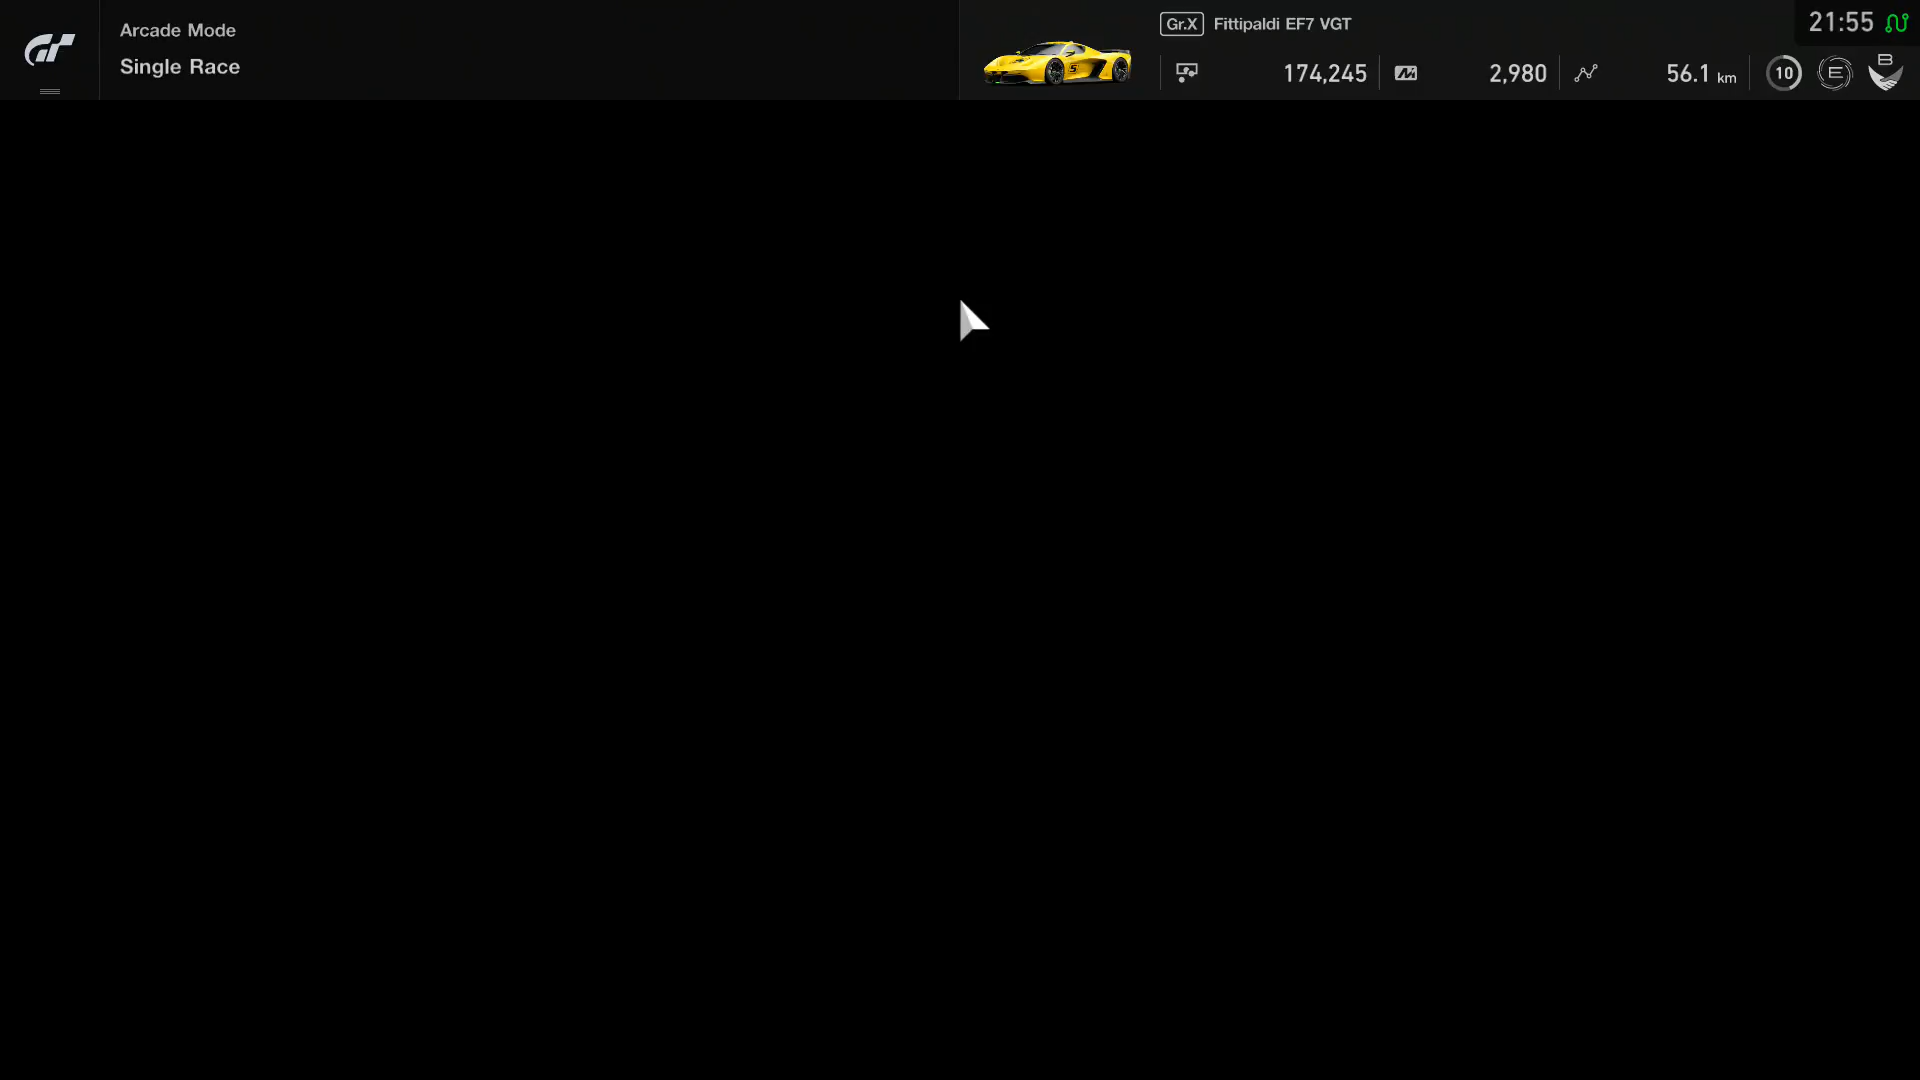 Arcade Mode
Single Race
Gr.X Fittipaldi EF7 VGT
21:55
174,245
2,980
56.1 km
10
E
B